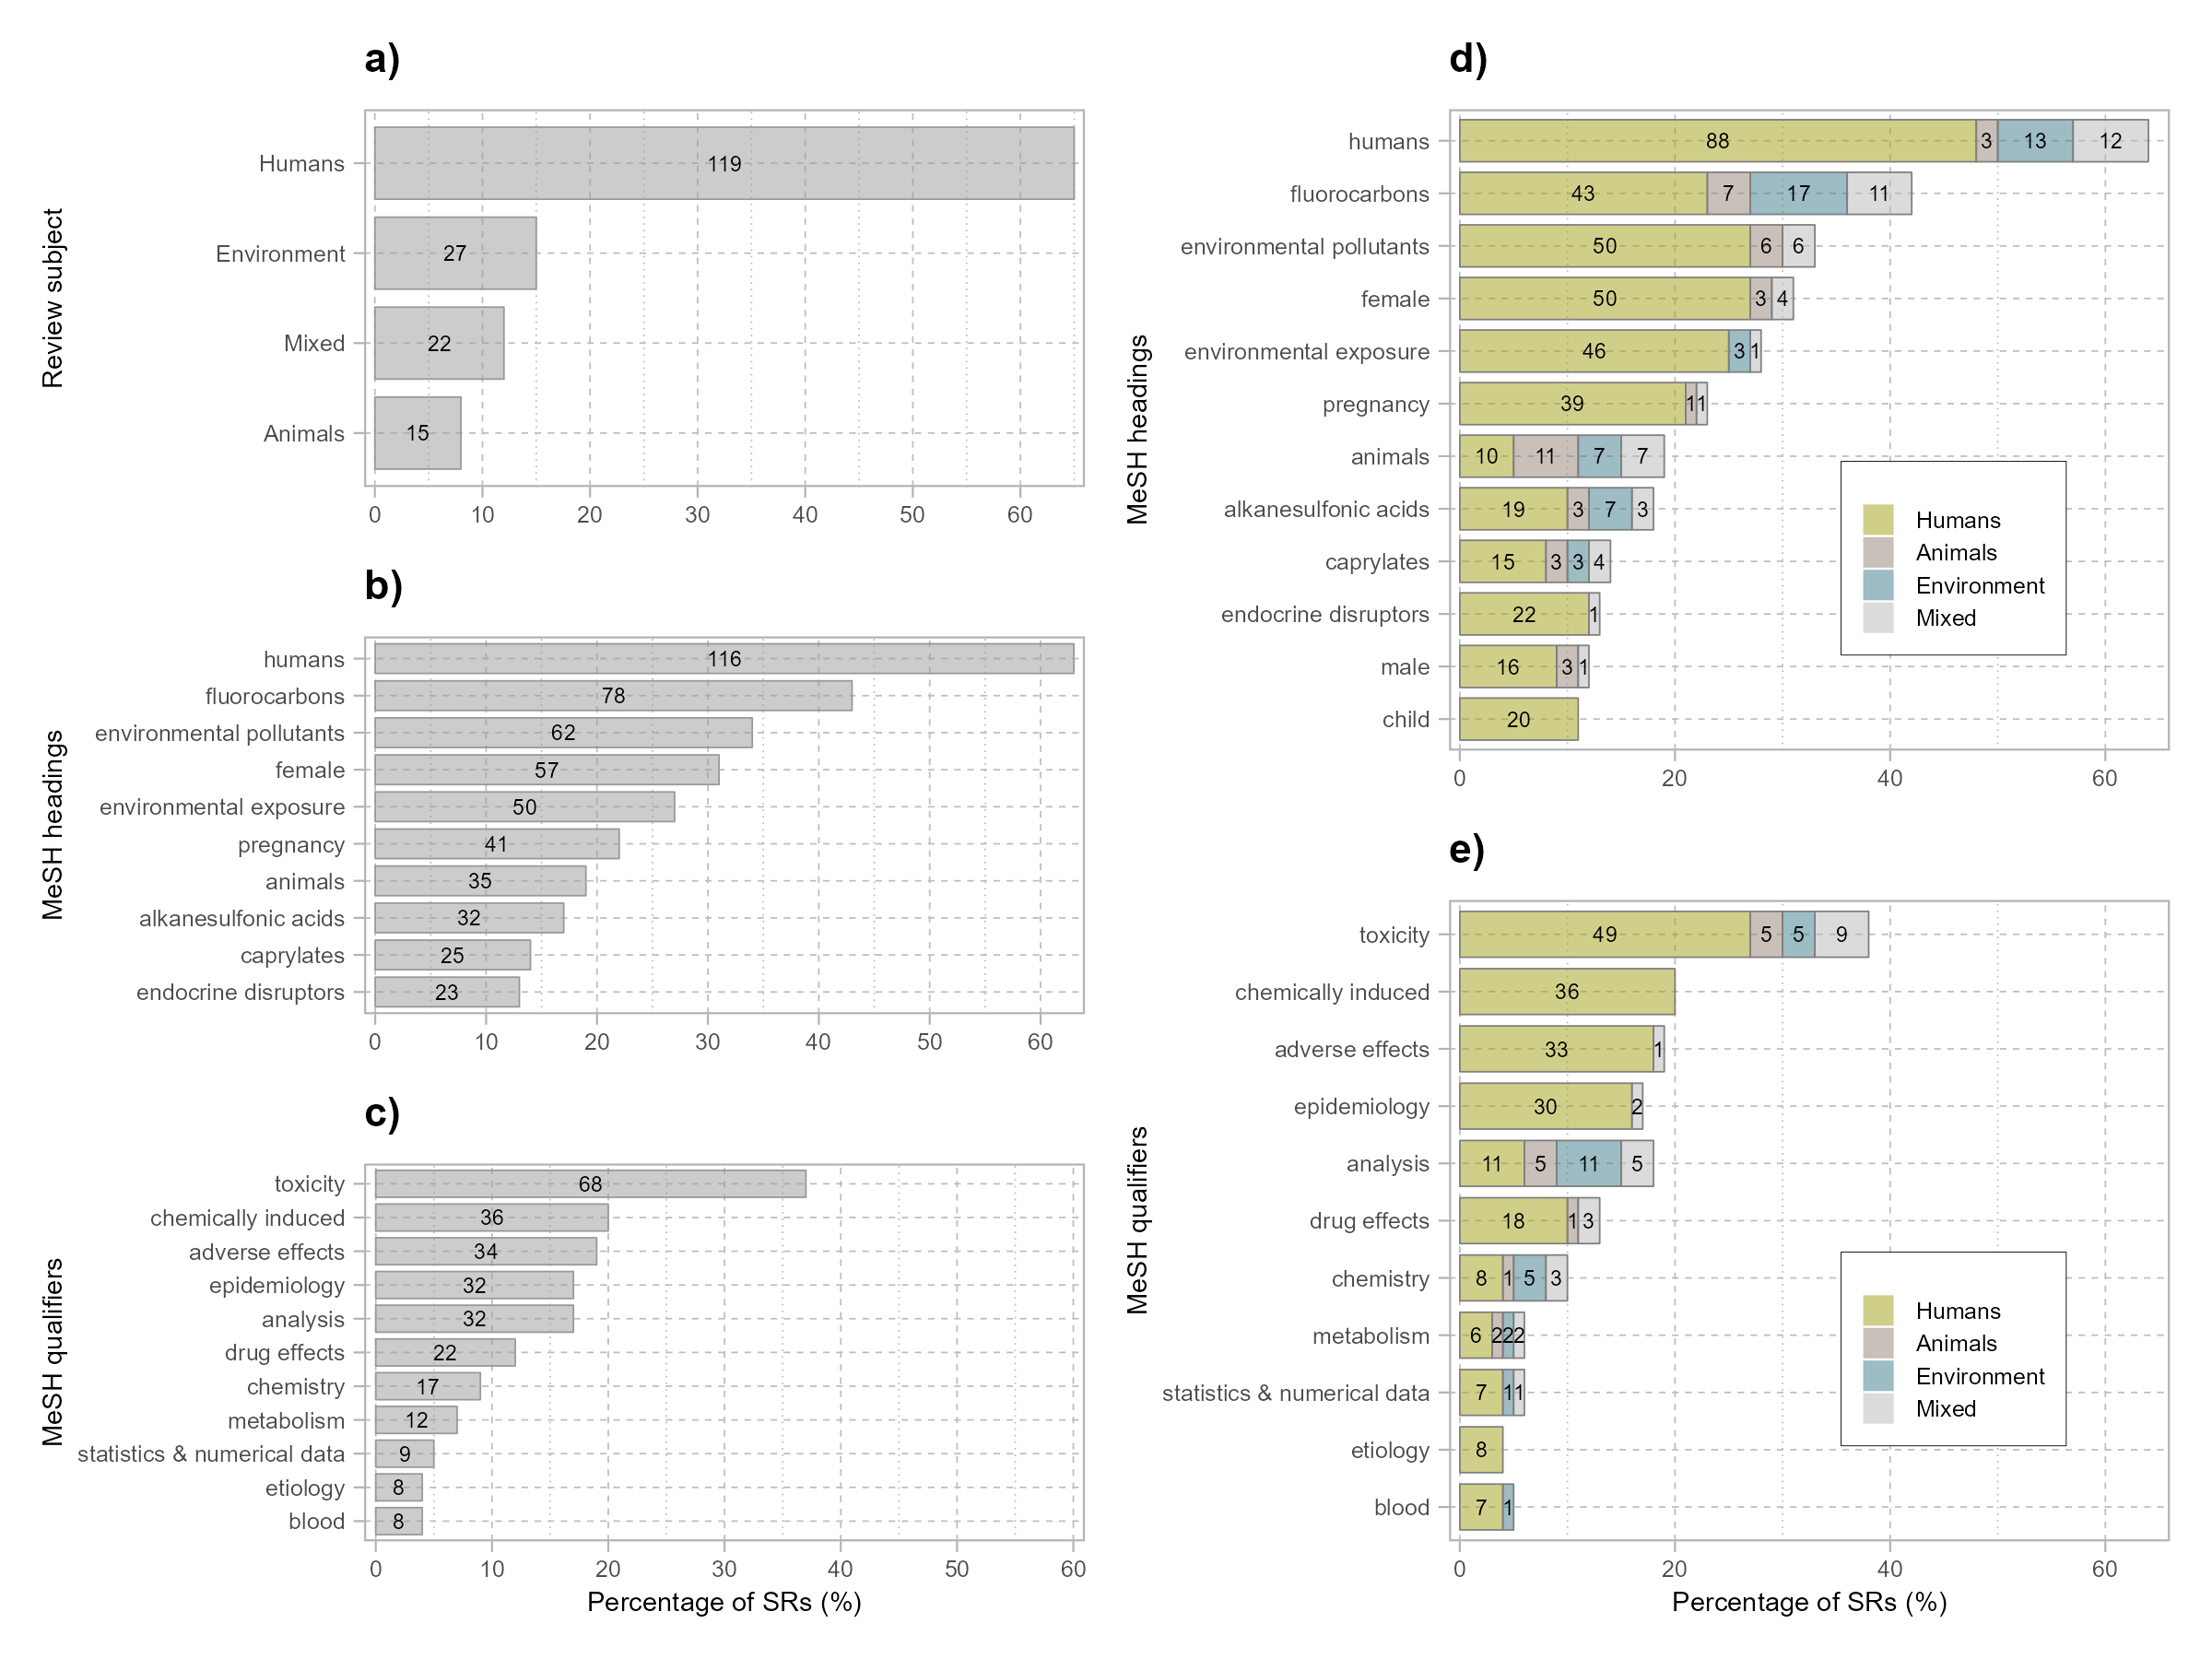 a)
Review subject
Humans 119
Environment 27
Mixed 22
Animals 15
0 10 20 30 40 50 60
b)
MeSH headings
humans 116
fluorocarbons 78
environmental pollutants 62
female 57
environmental exposure 50
pregnancy 41
animals 35
alkanesulfonic acids 32
caprylates 25
endocrine disruptors 23
0 10 20 30 40 50 60
c)
MeSH qualifiers
toxicity 68
chemically induced 36
adverse effects 34
epidemiology 32
analysis 32
drug effects 22
chemistry 17
metabolism 12
statistics & numerical data 9
etiology 8
blood 8
0 10 20 30 40 50 60
Percentage of SRs (%)
d)
MeSH headings
humans 88 3 13 12
fluorocarbons 43 7 17 11
environmental pollutants 50 6 6
female 50 3 4
environmental exposure 46 3 1
pregnancy 39 1 1
animals 10 11 7 7
alkanesulfonic acids 19 3 7 3
caprylates 15 3 3 4
endocrine disruptors 22 1
male 16 3 1
child 20
Humans
Animals
Environment
Mixed
0 20 40 60
e)
MeSH qualifiers
toxicity 49 5 5 9
chemically induced 36
adverse effects 33 1
epidemiology 30 2
analysis 11 5 11 5
drug effects 18 1 3
chemistry 8 1 5 3
metabolism 6 2 2 2
statistics & numerical data 7 1 1
etiology 8
blood 7 1
Humans
Animals
Environment
Mixed
0 20 40 60
Percentage of SRs (%)